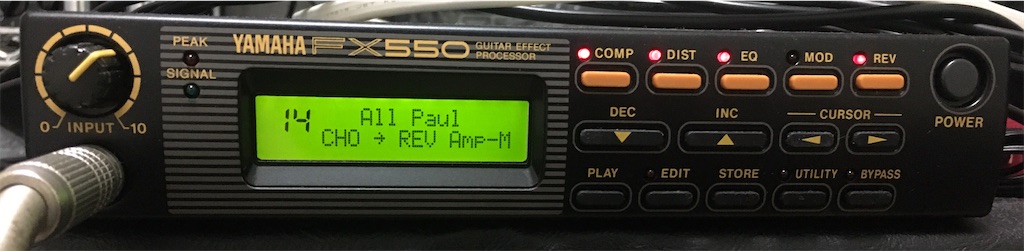 PEAK
SIGNAL
0 INPUT 10
YAMAHA FX550 GUITAR EFFECT
PROCESSOR
14 All Paul
CHO → REV Amp-M
COMP DIST EQ MOD REV
DEC INC CURSOR
POWER
PLAY EDIT STORE UTILITY BYPASS